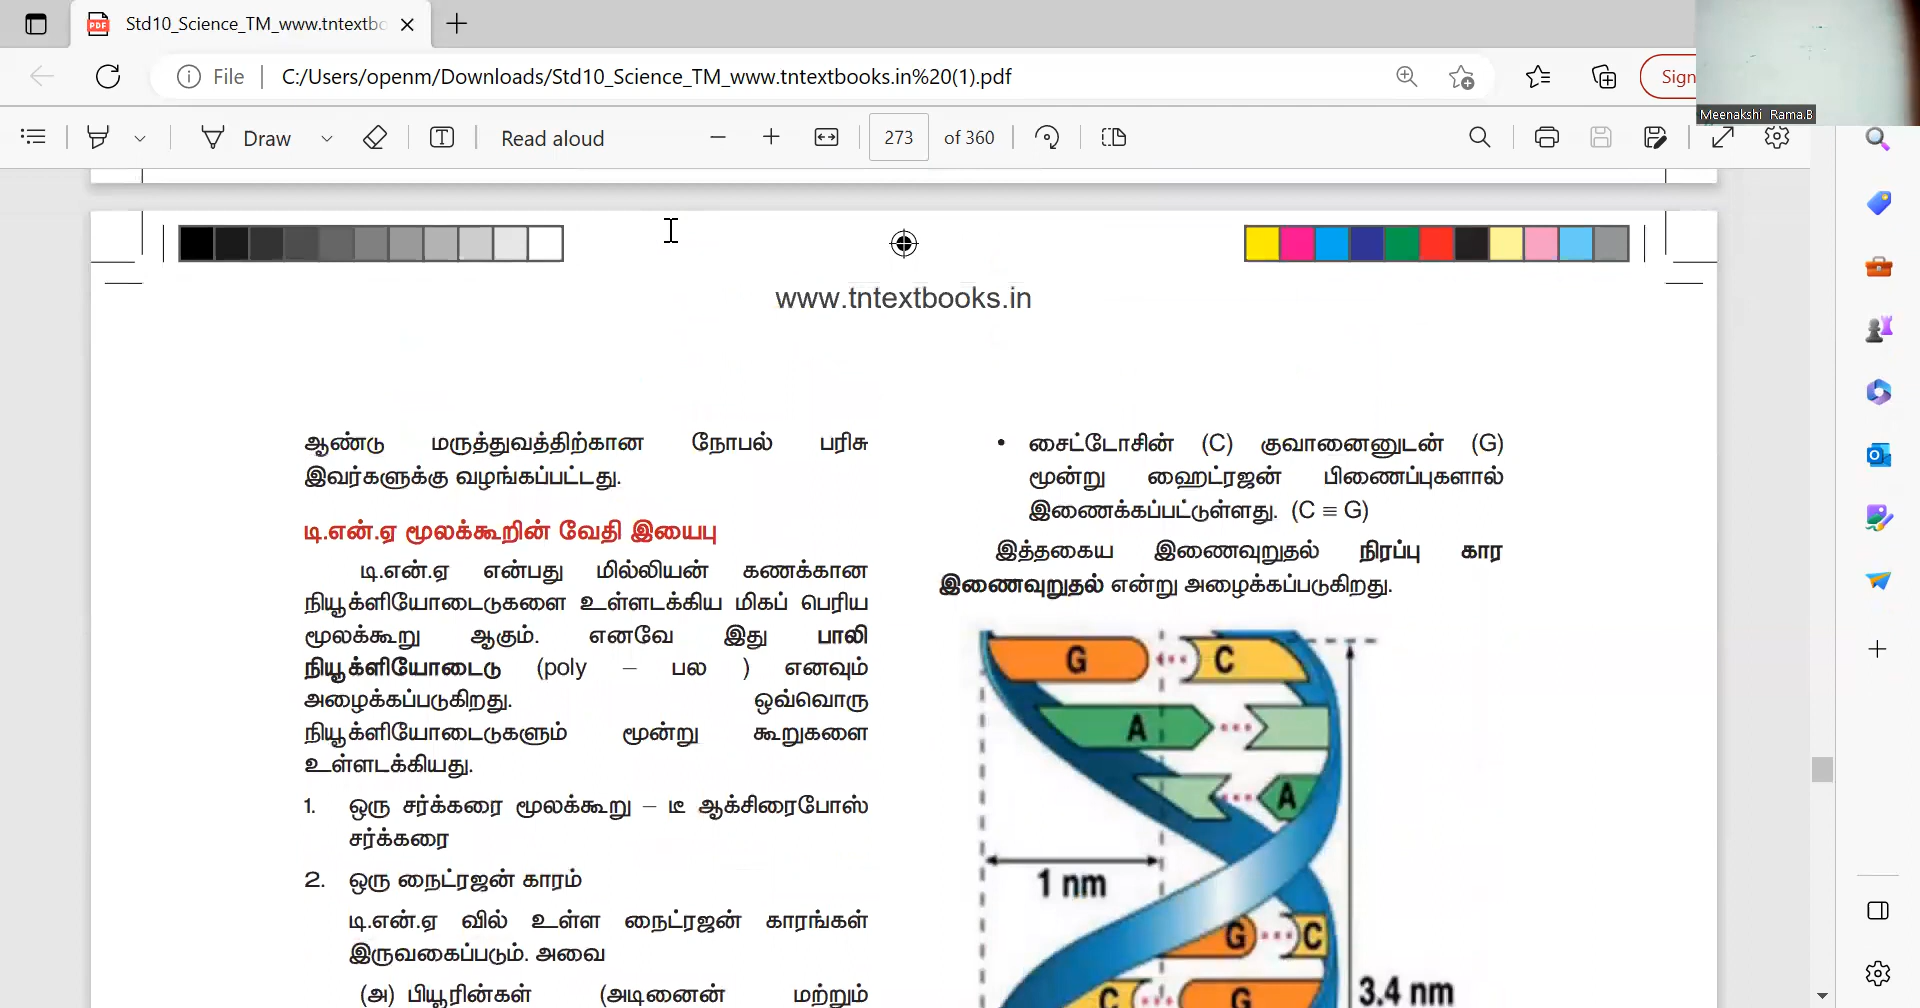 Std10_Science_TM_www.tntextbo
File
C:/Users/openm/Downloads/Std10_Science_TM_www.tntextbooks.in%20(1).pdf
Sign
Meenakshi Rama.B
Draw
Read aloud
273
of 360
www.tntextbooks.in
ஆண்டு மருத்துவத்திற்கான நோபல் பரிசு
இவர்களுக்கு வழங்கப்பட்டது.
டி.என்.ஏ மூலக்கூறின் வேதி இயைபு
டி.என்.ஏ என்பது மில்லியன் கணக்கான
நியூக்ளியோடைடுகளை உள்ளடக்கிய மிகப் பெரிய
மூலக்கூறு ஆகும். எனவே இது பாலி
நியூக்ளியோடைடு (poly – பல ) எனவும்
அழைக்கப்படுகிறது. ஒவ்வொரு
நியூக்ளியோடைடுகளும் மூன்று கூறுகளை
உள்ளடக்கியது.
1. ஒரு சர்க்கரை மூலக்கூறு – டீ ஆக்சிரைபோஸ்
சர்க்கரை
2. ஒரு நைட்ரஜன் காரம்
டி.என்.ஏ வில் உள்ள நைட்ரஜன் காரங்கள்
இருவகைப்படும். அவை
(அ) பியூரின்கள் (அடினைன் மற்றும்
• சைட்டோசின் (C) குவானைனுடன் (G)
மூன்று ஹைட்ரஜன் பிணைப்புகளால்
இணைக்கப்பட்டுள்ளது. (C ≡ G)
இத்தகைய இணைவுறுதல் நிரப்பு கார
இணைவுறுதல் என்று அழைக்கப்படுகிறது.
G C
A
A
1 nm
G C
C G
3.4 nm